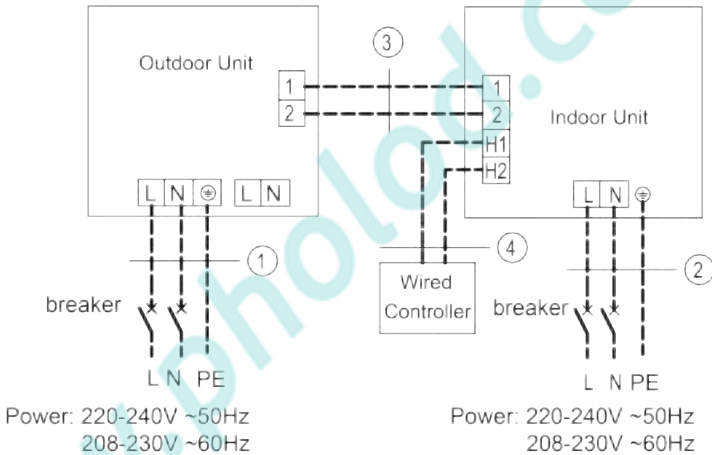 Outdoor Unit
1
2
L N ⏚ L N
3
1
2
H1
H2
Indoor Unit
L N ⏚
1
4
2
Wired
Controller
breaker
breaker
L N PE
L N PE
Power: 220-240V ~50Hz
208-230V ~60Hz
Power: 220-240V ~50Hz
208-230V ~60Hz
.pholod.c